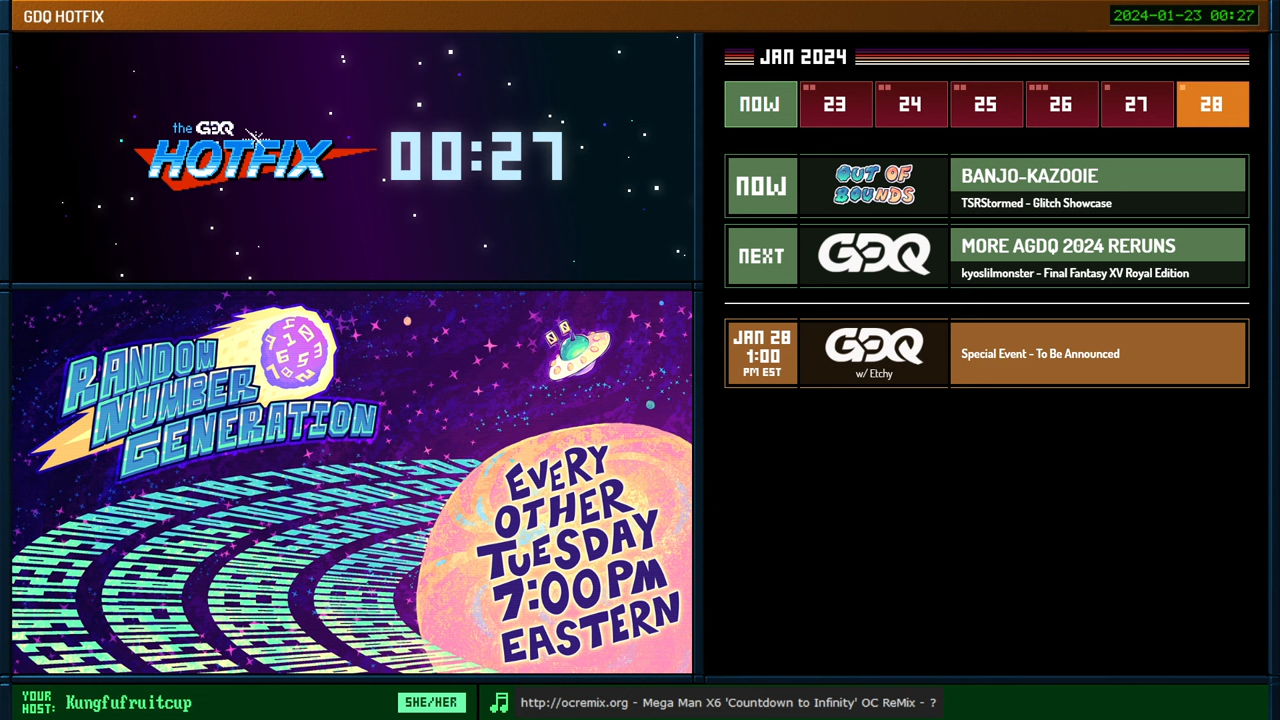 GDQ HOTFIX
2024-01-23 00:27
the GDQ
HOTFIX
00:27
JAN 2024
NOW 23 24 25 26 27 28
NOW
OUT OF
BOUNDS
BANJO-KAZOOIE
TSRStormed - Glitch Showcase
NEXT
GDQ
MORE AGDQ 2024 RERUNS
kyoslilmonster - Final Fantasy XV Royal Edition
JAN 28
1:00
PM EST
GDQ
w/ Etchy
Special Event - To Be Announced
RANDOM
NUMBER
GENERATION
EVERY
OTHER
TUESDAY
7:00 PM
EASTERN
YOUR
HOST:
Kungfufruitcup
SHE/HER
http://ocremix.org - Mega Man X6 'Countdown to Infinity' OC ReMix - ?